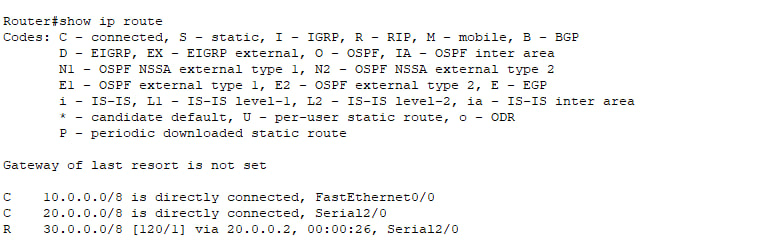 Router#show ip route
Codes: C - connected, S - static, I - IGRP, R - RIP, M - mobile, B - BGP
D - EIGRP, EX - EIGRP external, O - OSPF, IA - OSPF inter area
N1 - OSPF NSSA external type 1, N2 - OSPF NSSA external type 2
E1 - OSPF external type 1, E2 - OSPF external type 2, E - EGP
i - IS-IS, L1 - IS-IS level-1, L2 - IS-IS level-2, ia - IS-IS inter area
* - candidate default, U - per-user static route, o - ODR
P - periodic downloaded static route
Gateway of last resort is not set
C 10.0.0.0/8 is directly connected, FastEthernet0/0
C 20.0.0.0/8 is directly connected, Serial2/0
R 30.0.0.0/8 [120/1] via 20.0.0.2, 00:00:26, Serial2/0